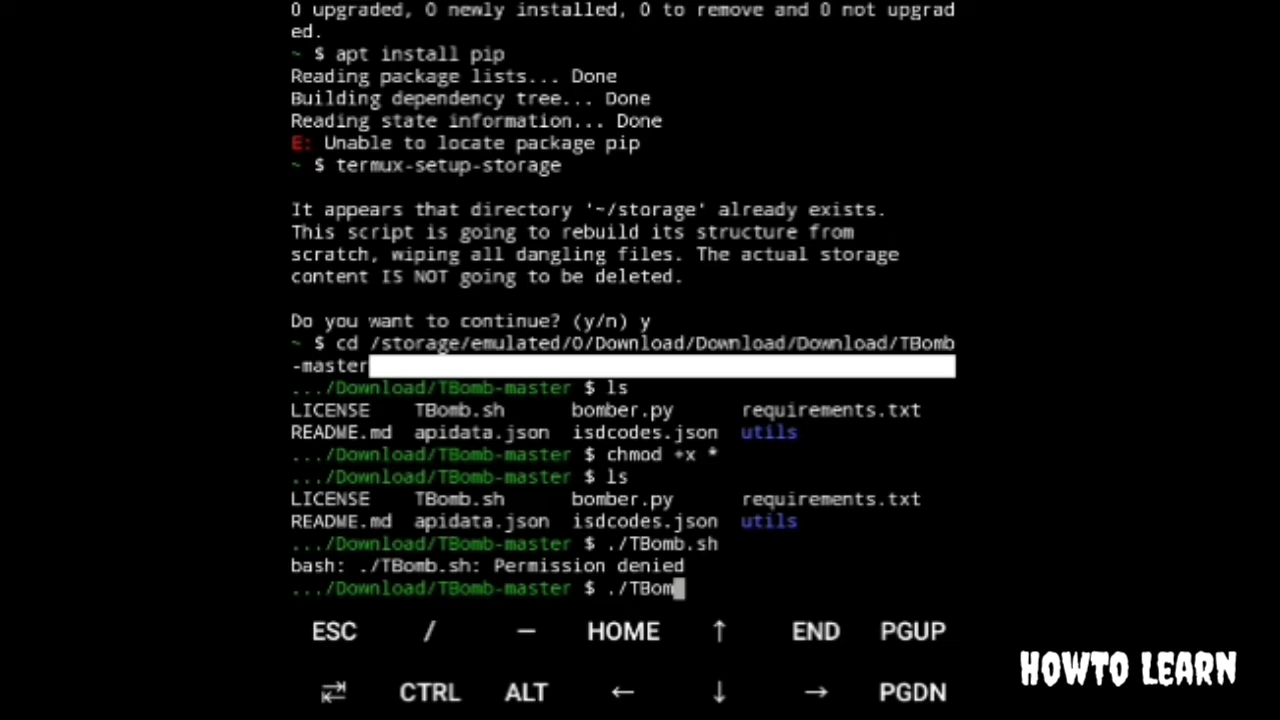 0 upgraded, 0 newly installed, 0 to remove and 0 not upgrad
ed.
~ $ apt install pip
Reading package lists... Done
Building dependency tree... Done
Reading state information... Done
E: Unable to locate package pip
~ $ termux-setup-storage
It appears that directory '~/storage' already exists.
This script is going to rebuild its structure from
scratch, wiping all dangling files. The actual storage
content IS NOT going to be deleted.
Do you want to continue? (y/n) y
~ $ cd /storage/emulated/0/Download/Download/Download/TBomb
-master
.../Download/TBomb-master $ ls
LICENSE TBomb.sh bomber.py requirements.txt
README.md apidata.json isdcodes.json utils
.../Download/TBomb-master $ chmod +x *
.../Download/TBomb-master $ ls
LICENSE TBomb.sh bomber.py requirements.txt
README.md apidata.json isdcodes.json utils
.../Download/TBomb-master $ ./TBomb.sh
bash: ./TBomb.sh: Permission denied
.../Download/TBomb-master $ ./TBom
ESC / — HOME ↑ END PGUP
⇄ CTRL ALT ← ↓ → PGDN
HOWTO LEARN